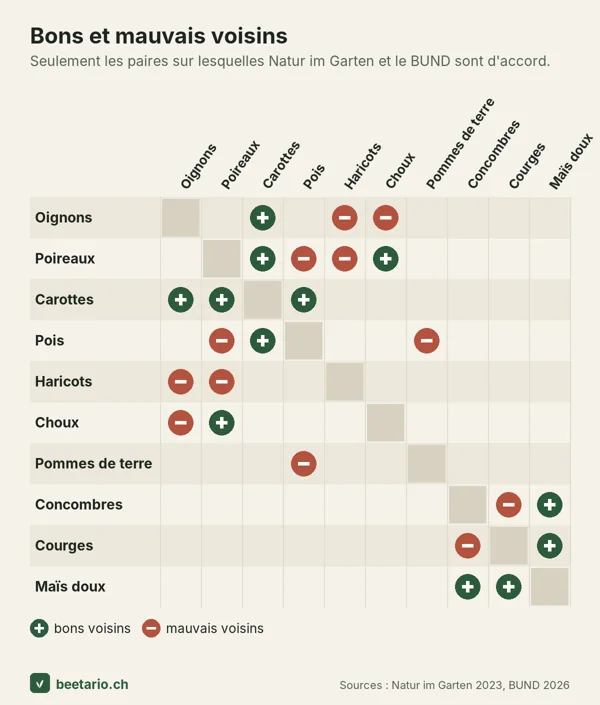 Bons et mauvais voisins
Seulement les paires sur lesquelles Natur im Garten et le BUND sont d'accord.
Oignons
Poireaux
Carottes
Pois
Haricots
Choux
Pommes de terre
Concombres
Courges
Maïs doux
Oignons
Poireaux
Carottes
Pois
Haricots
Choux
Pommes de terre
Concombres
Courges
Maïs doux
bons voisins
mauvais voisins
beetario.ch
Sources : Natur im Garten 2023, BUND 2026